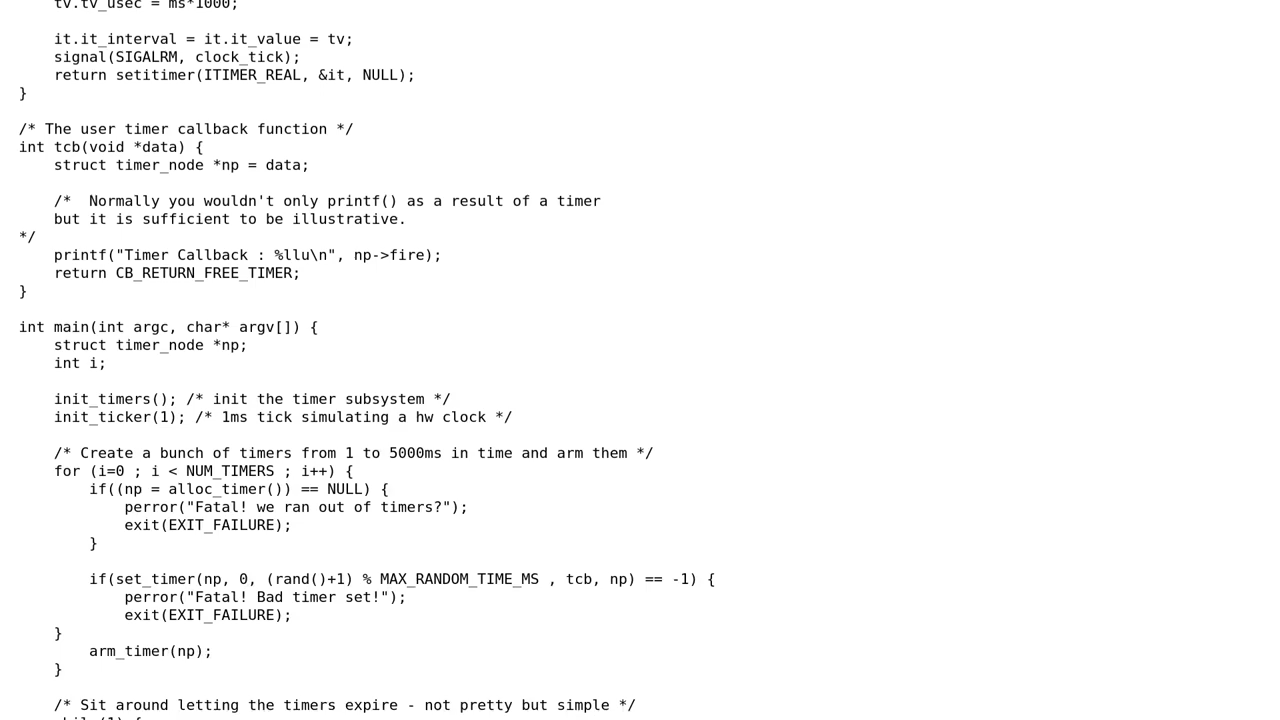 tv.tv_usec = ms*1000;

    it.it_interval = it.it_value = tv;
    signal(SIGALRM, clock_tick);
    return setitimer(ITIMER_REAL, &it, NULL);
}

/* The user timer callback function */
int tcb(void *data) {
    struct timer_node *np = data;

    /*  Normally you wouldn't only printf() as a result of a timer
    but it is sufficient to be illustrative.
*/
    printf("Timer Callback : %llu\n", np->fire);
    return CB_RETURN_FREE_TIMER;
}

int main(int argc, char* argv[]) {
    struct timer_node *np;
    int i;

    init_timers(); /* init the timer subsystem */
    init_ticker(1); /* 1ms tick simulating a hw clock */

    /* Create a bunch of timers from 1 to 5000ms in time and arm them */
    for (i=0 ; i < NUM_TIMERS ; i++) {
        if((np = alloc_timer()) == NULL) {
            perror("Fatal! we ran out of timers?");
            exit(EXIT_FAILURE);
        }

        if(set_timer(np, 0, (rand()+1) % MAX_RANDOM_TIME_MS , tcb, np) == -1) {
            perror("Fatal! Bad timer set!");
            exit(EXIT_FAILURE);
    }
        arm_timer(np);
    }

    /* Sit around letting the timers expire - not pretty but simple */